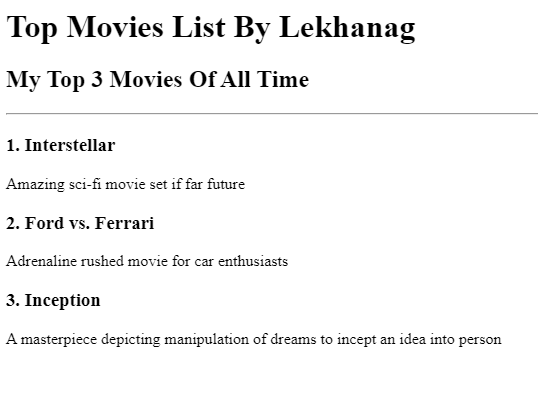 Top Movies List By Lekhanag
My Top 3 Movies Of All Time
1. Interstellar
Amazing sci-fi movie set if far future
2. Ford vs. Ferrari
Adrenaline rushed movie for car enthusiasts
3. Inception
A masterpiece depicting manipulation of dreams to incept an idea into person